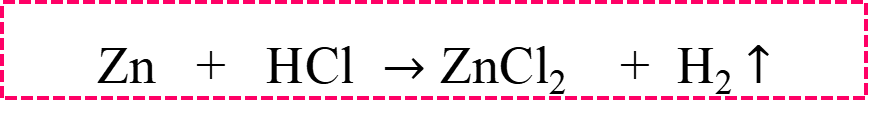 Zn + HCl → ZnCl₂ + H₂ ↑